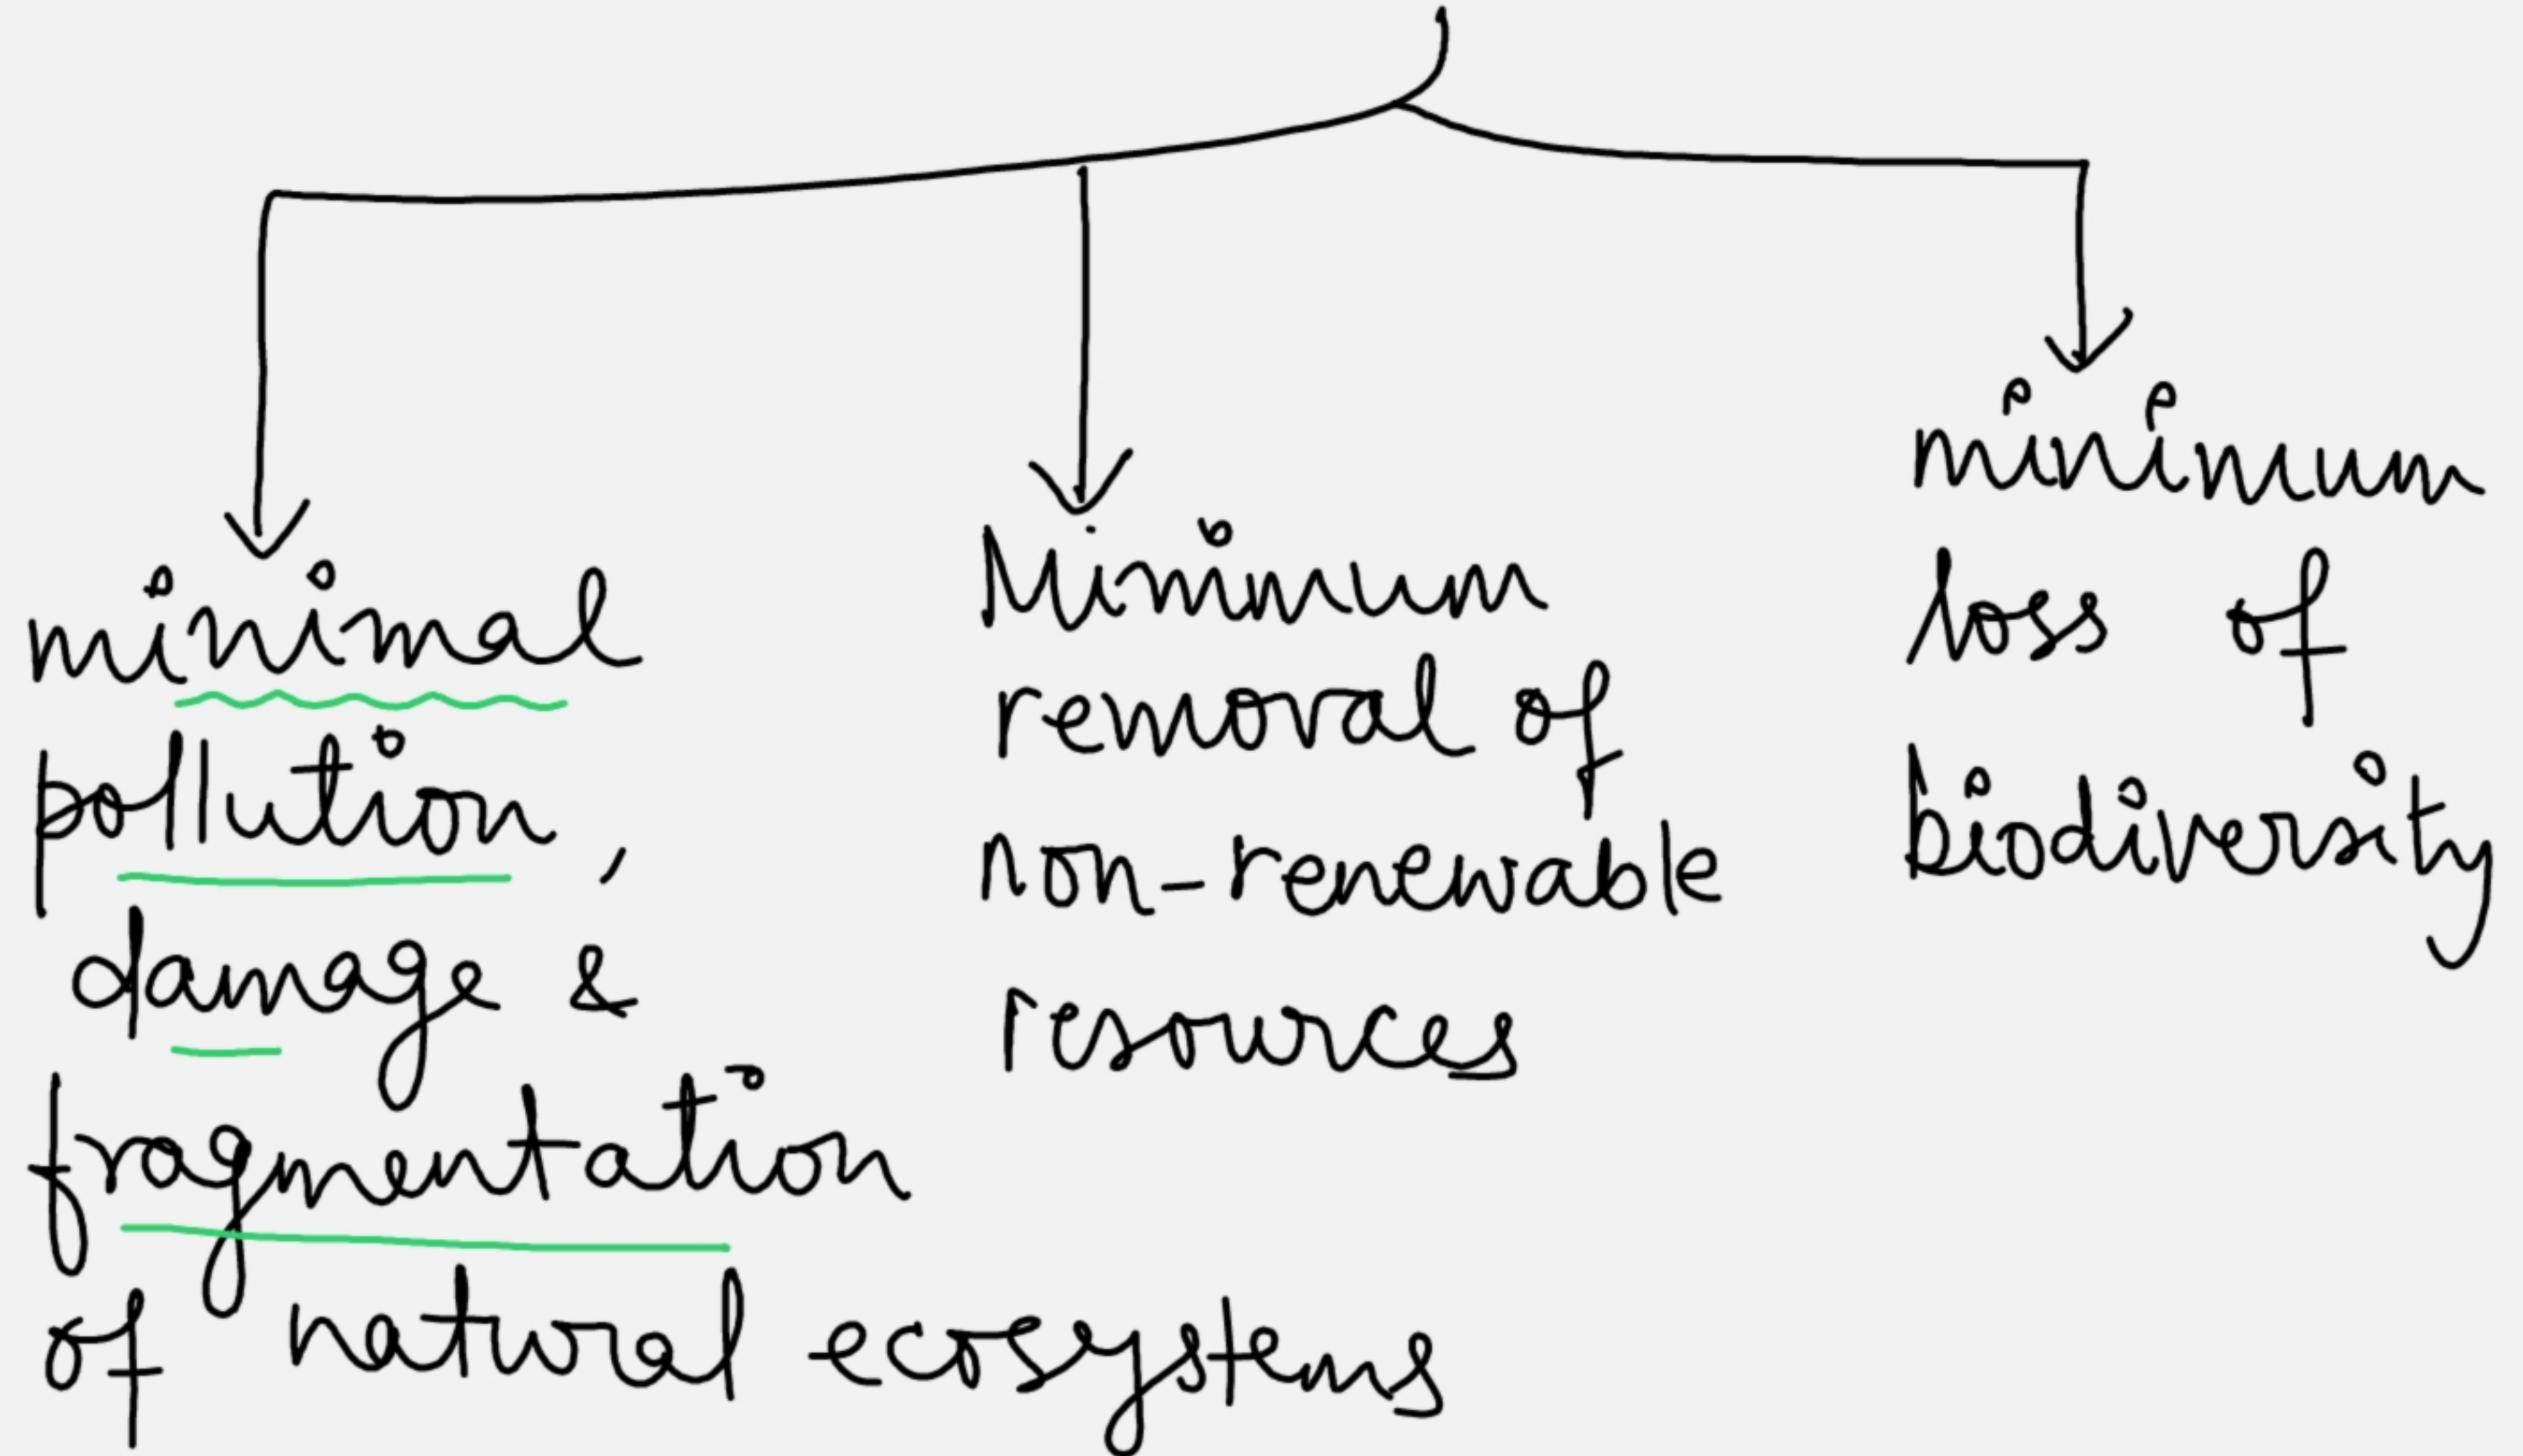 minimal
pollution,
damage &
fragmentation
of natural ecosystems
Minimum
removal of
non-renewable
resources
minimum
loss of
biodiversity